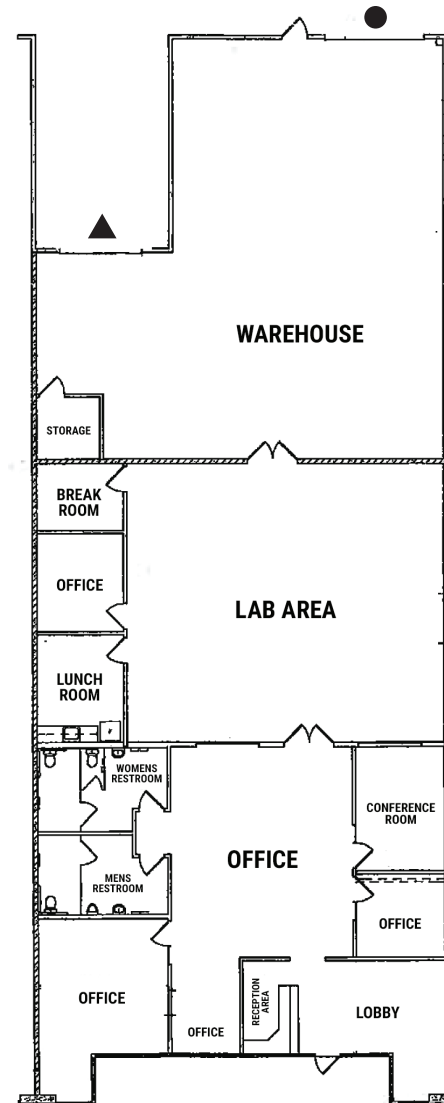 WAREHOUSE
STORAGE
BREAK
ROOM
OFFICE
LAB AREA
LUNCH
ROOM
WOMENS
RESTROOM
CONFERENCE
ROOM
OFFICE
MENS
RESTROOM
OFFICE
OFFICE
RECEPTION
AREA
LOBBY
OFFICE